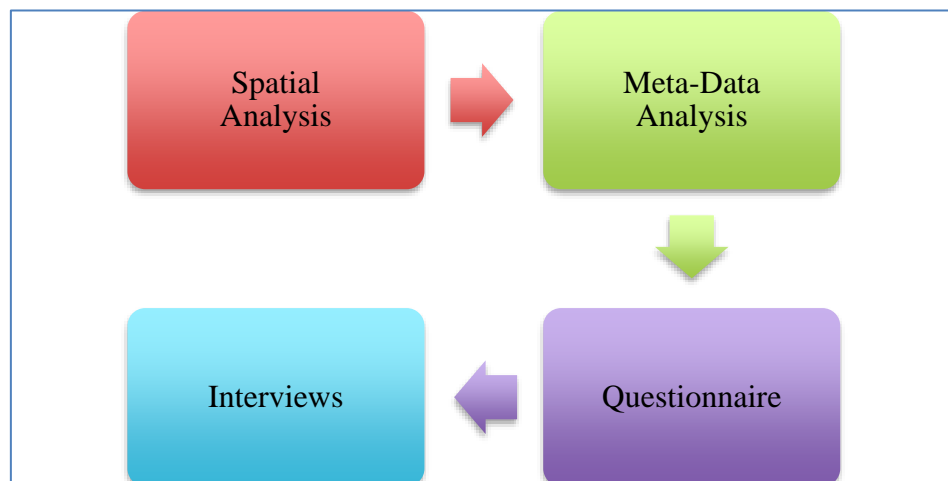 Spatial
Analysis
Meta-Data
Analysis
Interviews
Questionnaire